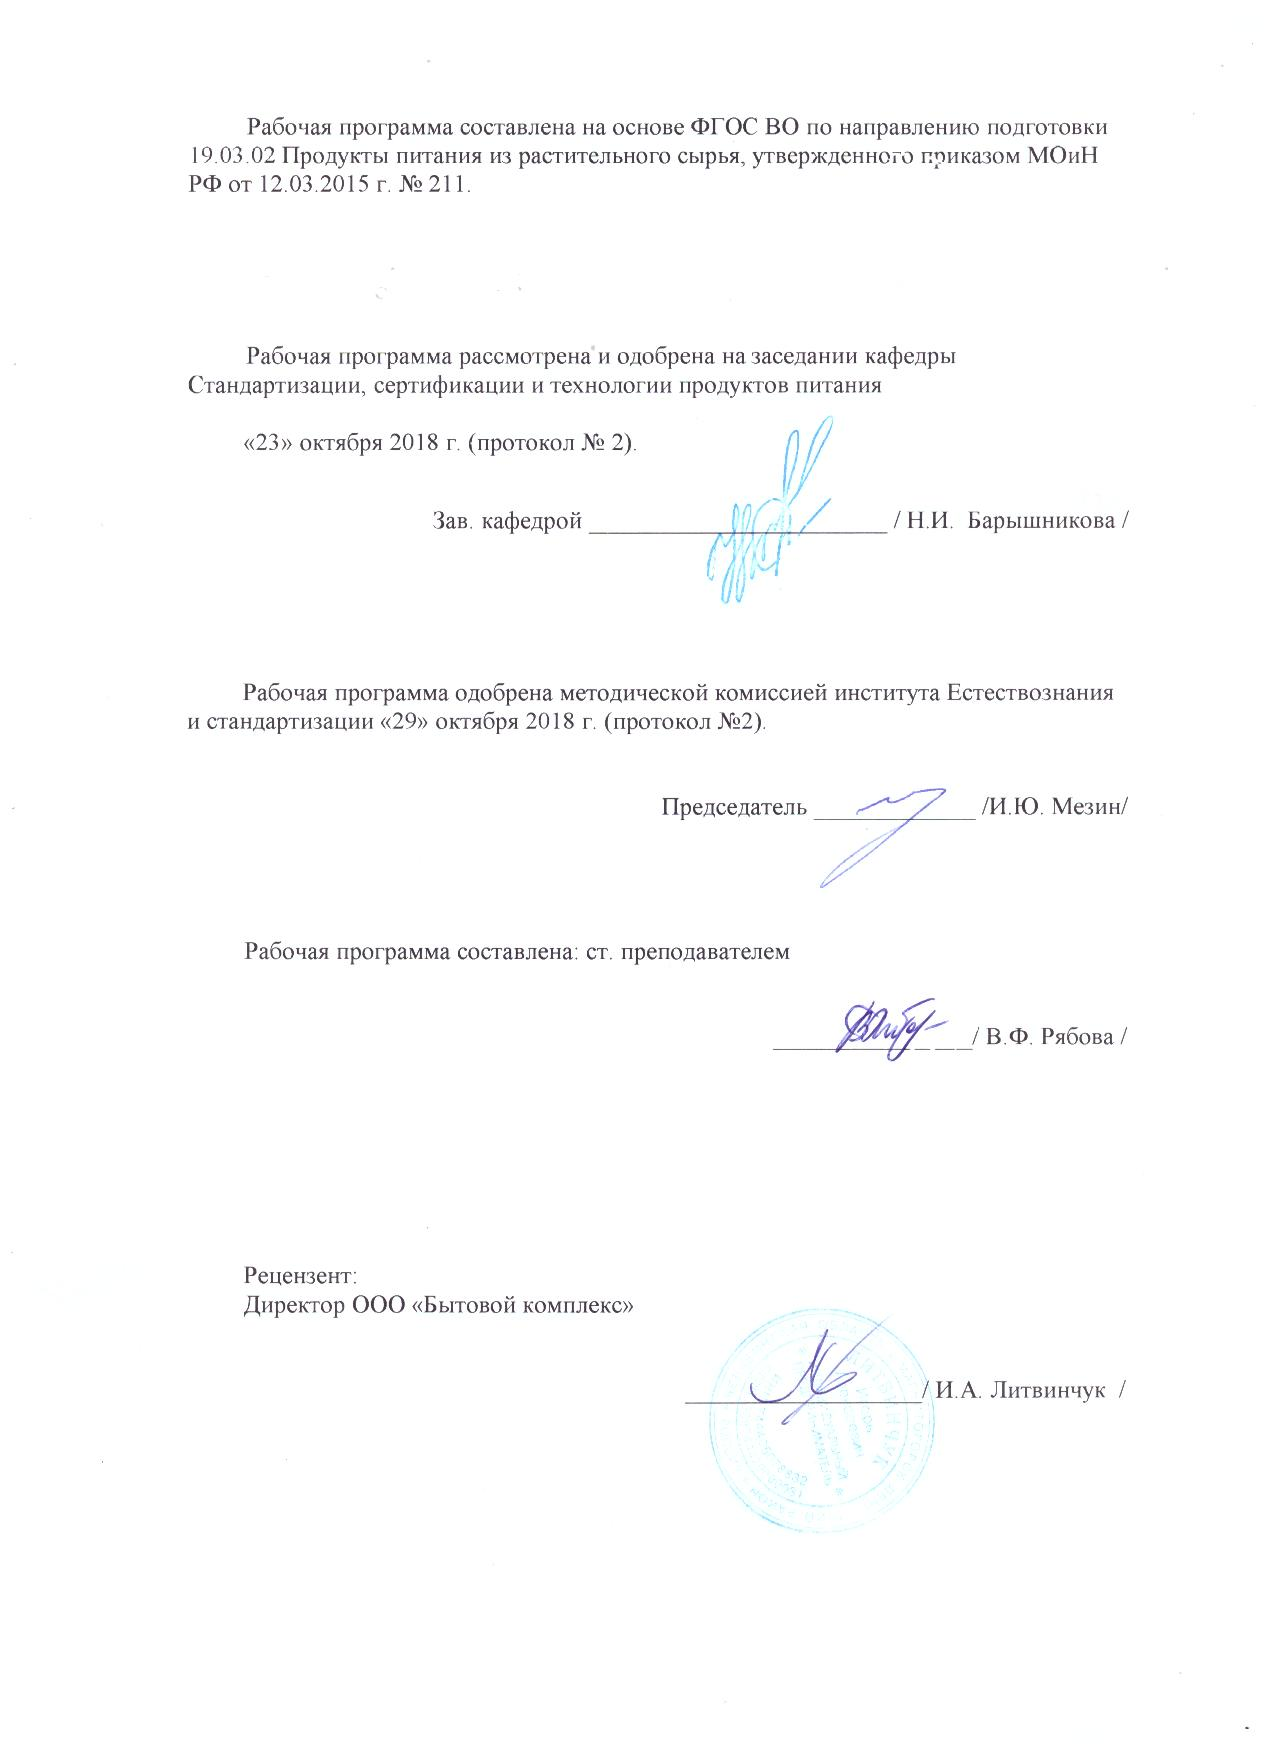 Рабочая программа составлена на основе ФГОС ВО по направлению подготовки
19.03.02 Продукты питания из растительного сырья, утвержденного приказом МОиН
РФ от 12.03.2015 г. № 211.
Рабочая программа рассмотрена и одобрена на заседании кафедры
Стандартизации, сертификации и технологии продуктов питания
«23» октября 2018 г. (протокол № 2).
Зав. кафедрой ________________________ / Н.И. Барышникова /
Рабочая программа одобрена методической комиссией института Естествознания
и стандартизации «29» октября 2018 г. (протокол №2).
Председатель _____________ /И.Ю. Мезин/
Рабочая программа составлена: ст. преподавателем
________________/ В.Ф. Рябова /
Рецензент:
Директор ООО «Бытовой комплекс»
___________________/ И.А. Литвинчук /
ЛИТВИНЧУК